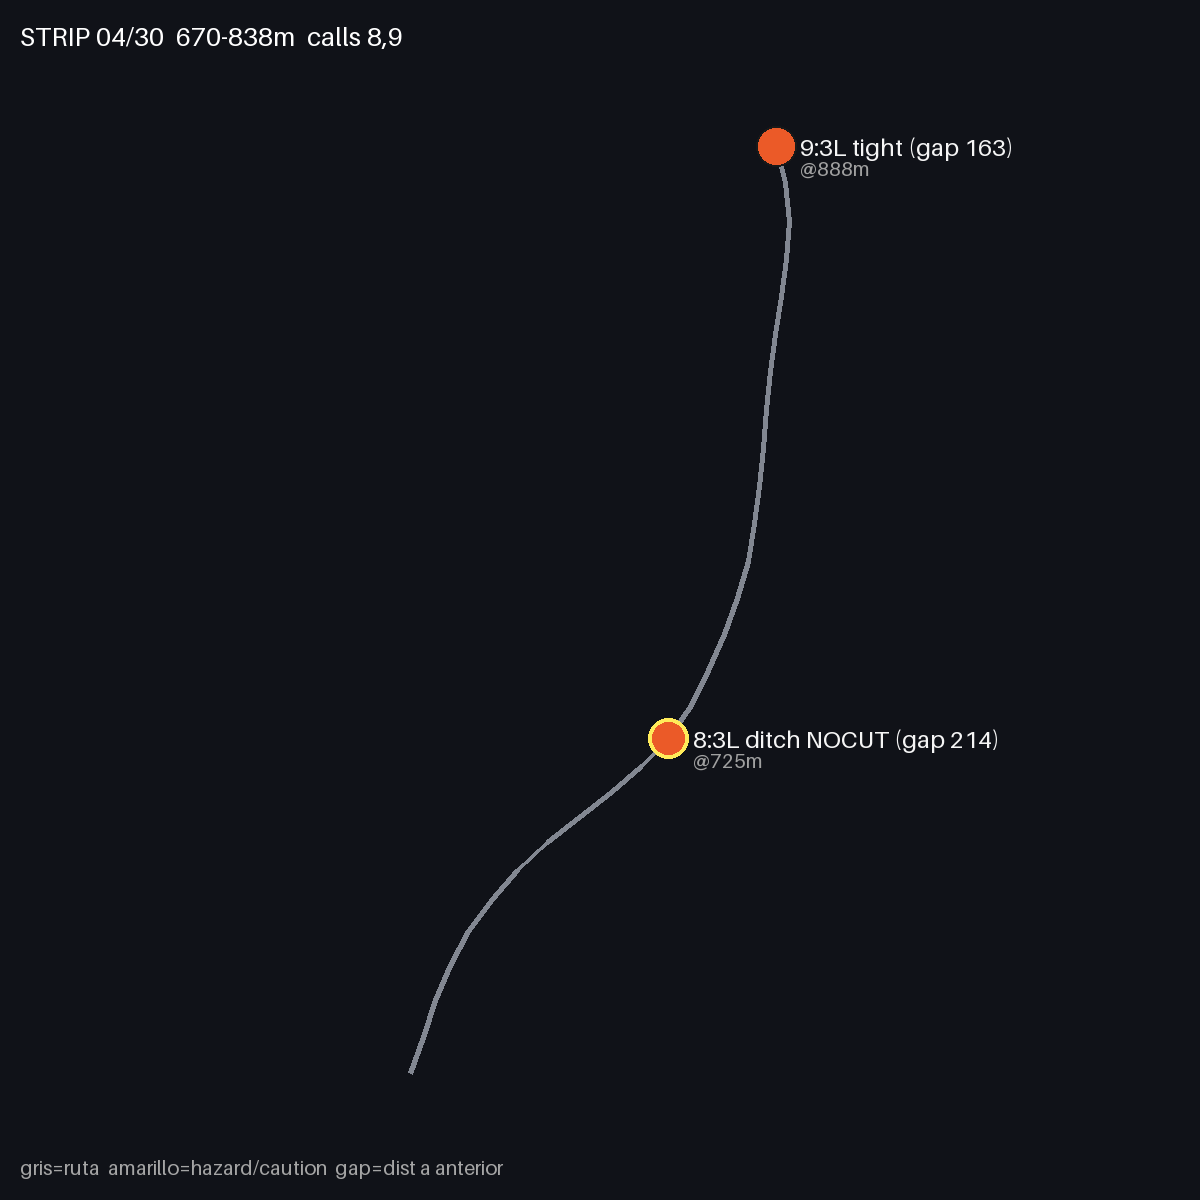 STRIP 04/30  670-838m  calls 8,9
9:3L tight (gap 163)
@888m
8:3L ditch NOCUT (gap 214)
@725m
gris=ruta  amarillo=hazard/caution  gap=dist a anterior